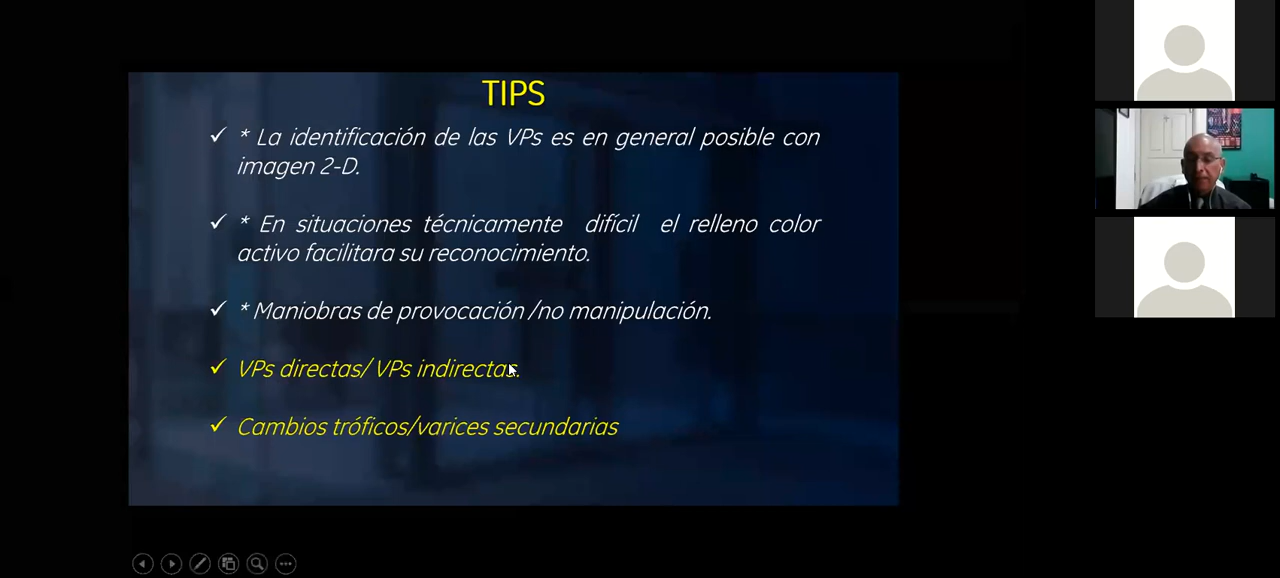 TIPS
✓ * La identificación de las VPs es en general posible con
imagen 2-D.
✓ * En situaciones técnicamente difícil el relleno color
activo facilitara su reconocimiento.
✓ * Maniobras de provocación /no manipulación.
✓ VPs directas/ VPs indirectas.
✓ Cambios tróficos/varices secundarias